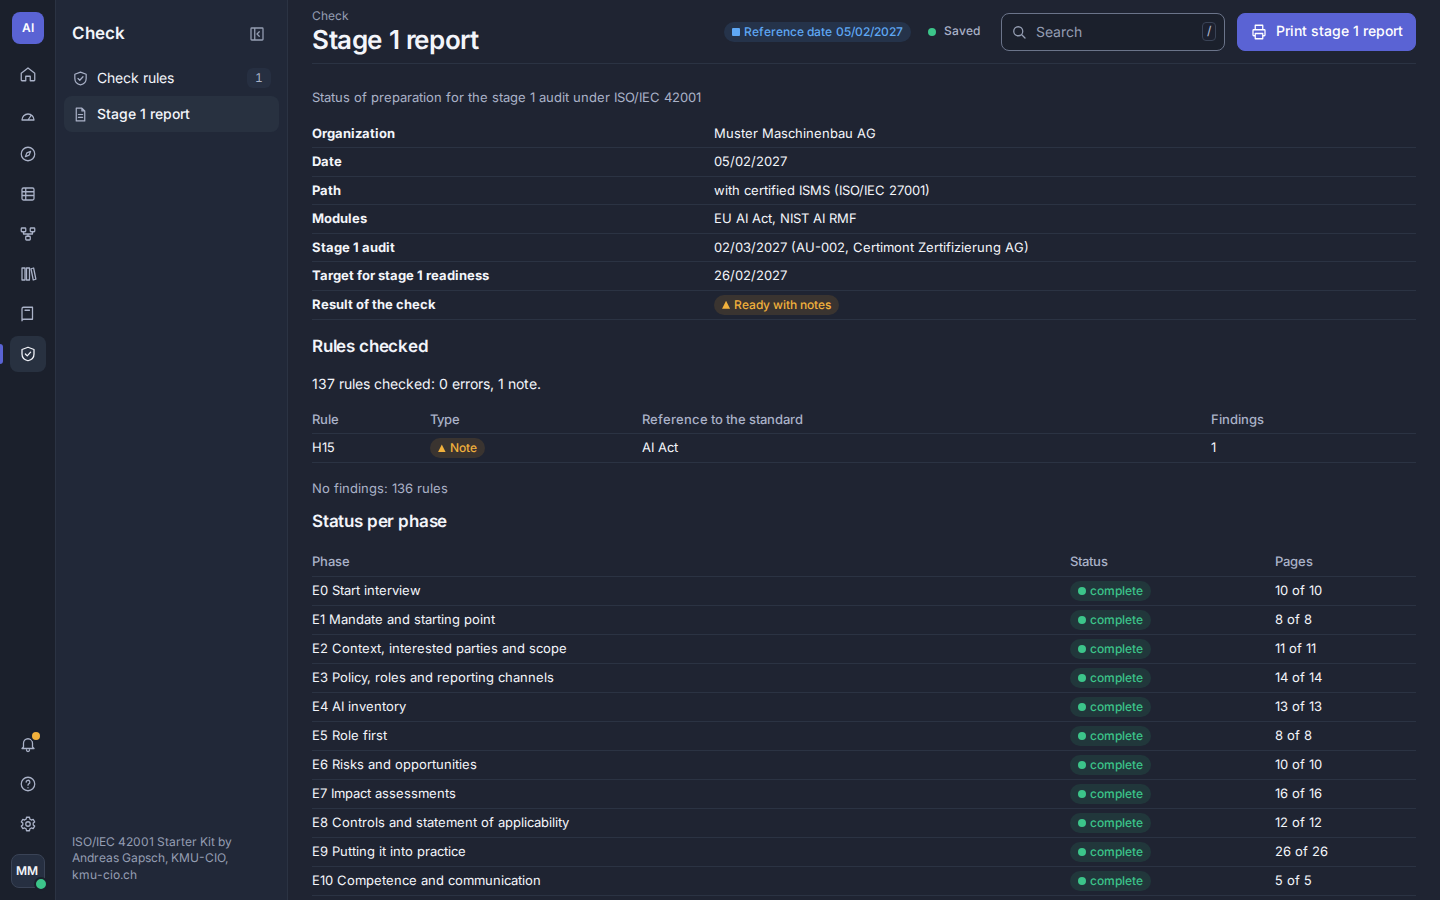 AI
Check
Check rules
1
Stage 1 report
ISO/IEC 42001 Starter Kit by
Andreas Gapsch, KMU-CIO,
kmu-cio.ch
MM
Check
Stage 1 report
Reference date 05/02/2027
Saved
Search
/
Print stage 1 report
Status of preparation for the stage 1 audit under ISO/IEC 42001
Organization Muster Maschinenbau AG
Date 05/02/2027
Path with certified ISMS (ISO/IEC 27001)
Modules EU AI Act, NIST AI RMF
Stage 1 audit 02/03/2027 (AU-002, Certimont Zertifizierung AG)
Target for stage 1 readiness 26/02/2027
Result of the check Ready with notes
Rules checked
137 rules checked: 0 errors, 1 note.
Rule Type Reference to the standard Findings
H15 Note AI Act 1
No findings: 136 rules
Status per phase
Phase Status Pages
E0 Start interview complete 10 of 10
E1 Mandate and starting point complete 8 of 8
E2 Context, interested parties and scope complete 11 of 11
E3 Policy, roles and reporting channels complete 14 of 14
E4 AI inventory complete 13 of 13
E5 Role first complete 8 of 8
E6 Risks and opportunities complete 10 of 10
E7 Impact assessments complete 16 of 16
E8 Controls and statement of applicability complete 12 of 12
E9 Putting it into practice complete 26 of 26
E10 Competence and communication complete 5 of 5